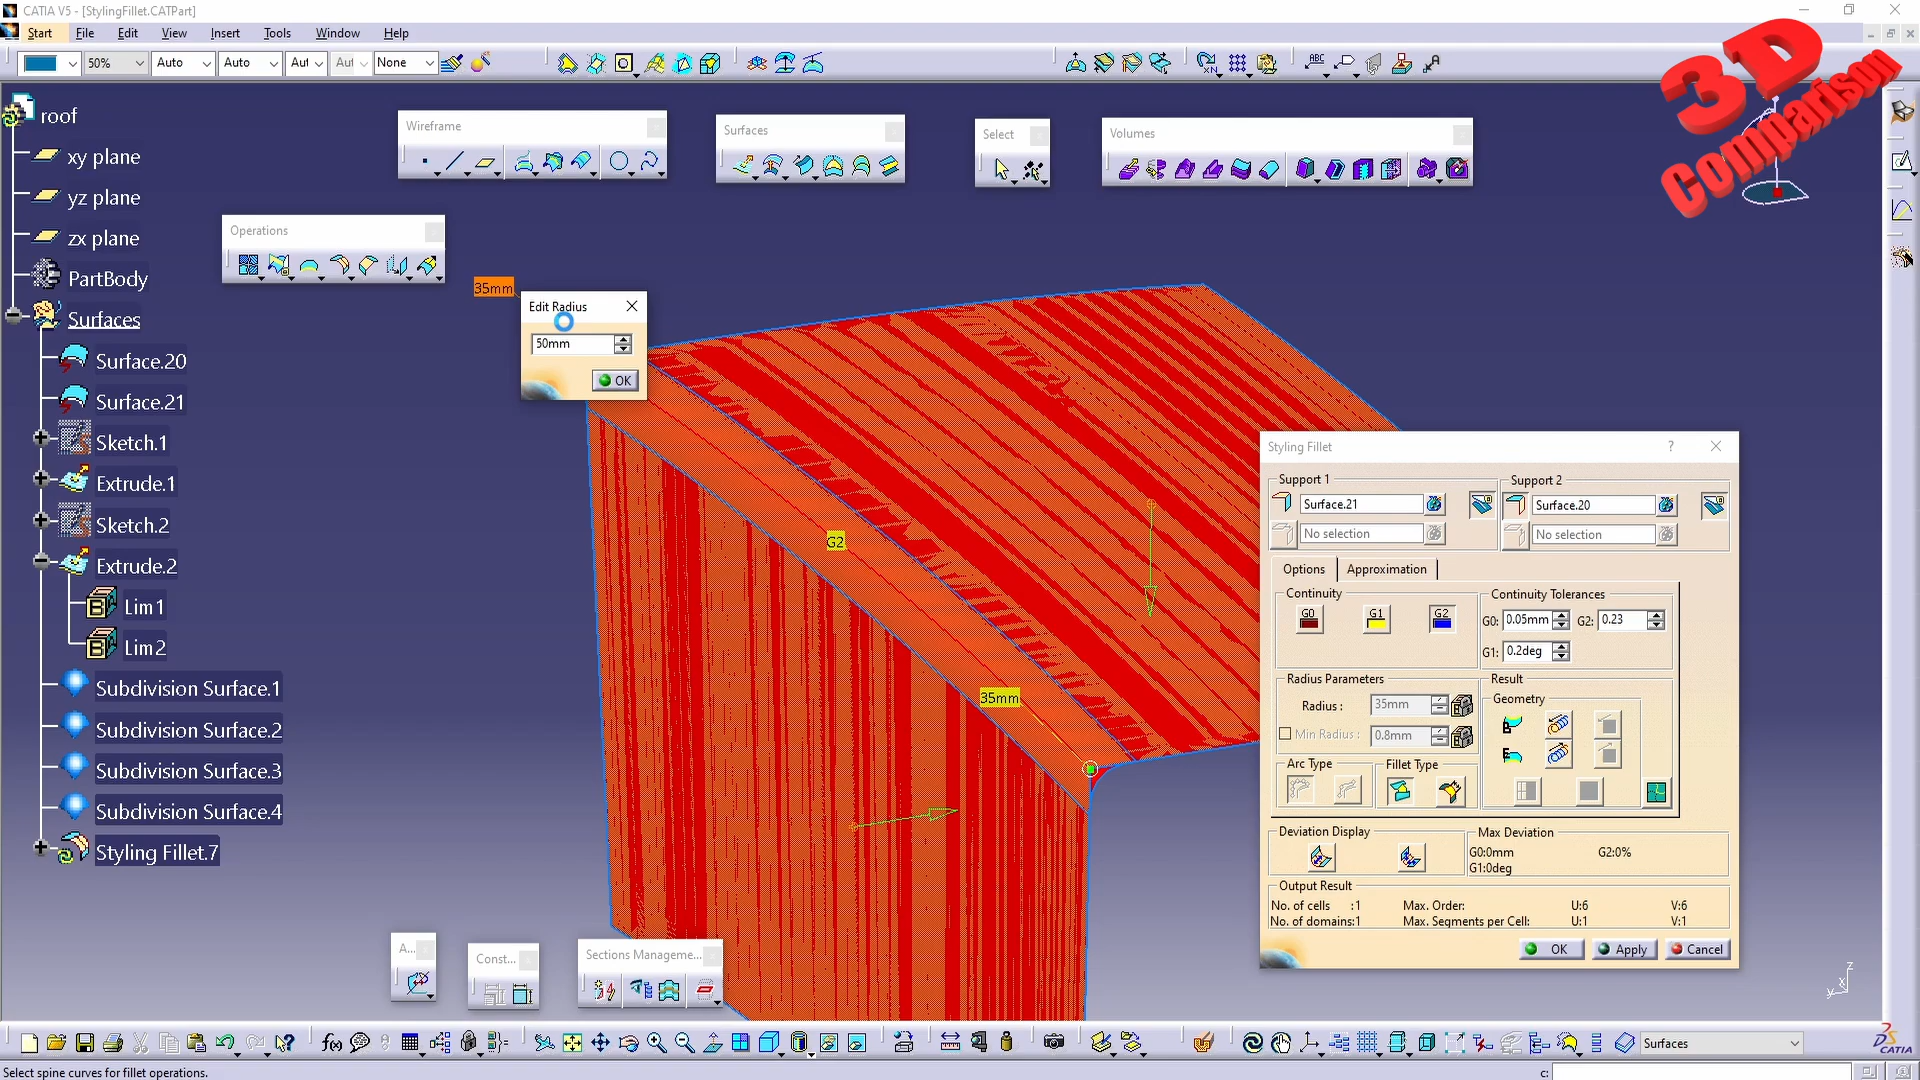 CATIA V5 - [StylingFillet.CATPart]
Start File Edit View Insert Tools Window Help
50% Auto Auto Aut Aut None
ABC
3D
Comparison
roof
xy plane
yz plane
zx plane
PartBody
Surfaces
Surface.20
Surface.21
Sketch.1
Extrude.1
Sketch.2
Extrude.2
Lim1
Lim2
Subdivision Surface.1
Subdivision Surface.2
Subdivision Surface.3
Subdivision Surface.4
Styling Fillet.7
Wireframe
Surfaces
Select
Volumes
Operations
35mm
Edit Radius
50mm
OK
G2
35mm
Styling Fillet
Support 1
Support 2
Surface.21
Surface.20
No selection
No selection
Options Approximation
Continuity
G0 G1 G2
Continuity Tolerances
G0: 0.05mm G2: 0.23
G1: 0.2deg
Radius Parameters
Radius : 35mm
Min Radius : 0.8mm
Result
Geometry
Arc Type
Fillet Type
Deviation Display
Max Deviation
G0:0mm G2:0%
G1:0deg
Output Result
No. of cells :1 Max. Order: U:6 V:6
No. of domains:1 Max. Segments per Cell: U:1 V:1
OK Apply Cancel
A...
Const...
Sections Manageme...
z
x
y
f(x)
Surfaces
CATIA
Select spine curves for fillet operations.
c: